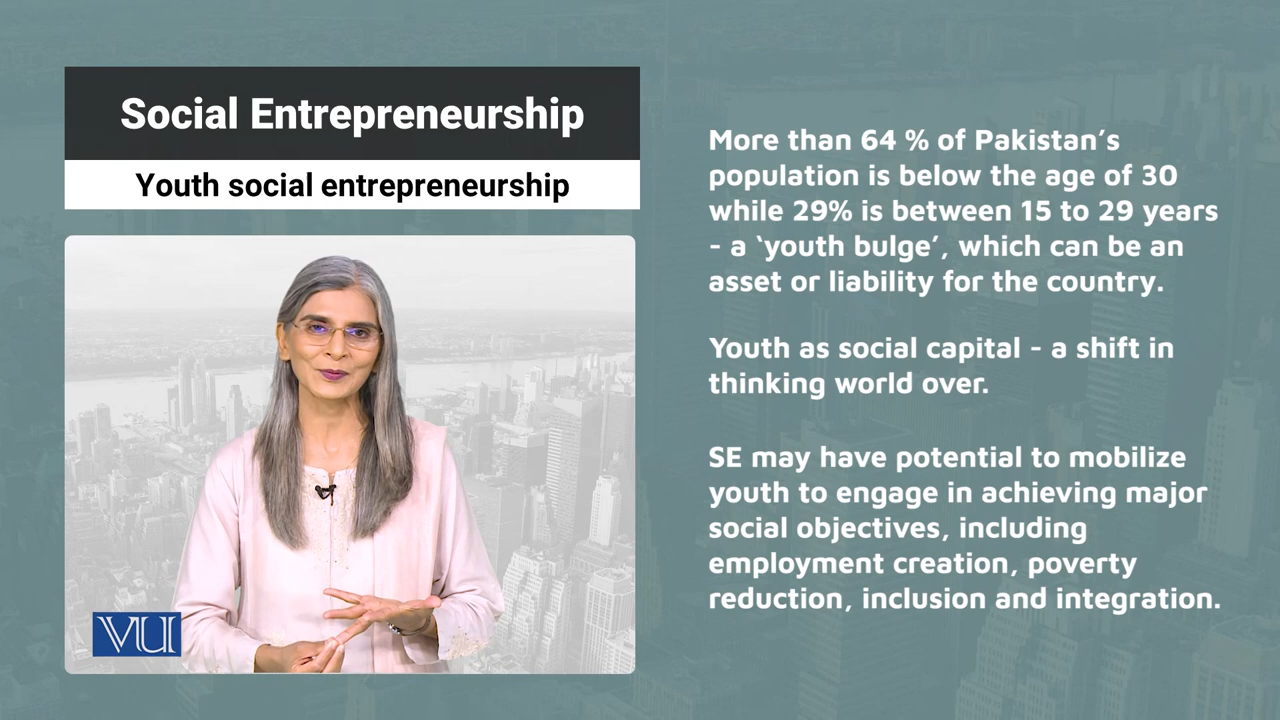 Social Entrepreneurship
Youth social entrepreneurship
More than 64 % of Pakistan’s
population is below the age of 30
while 29% is between 15 to 29 years
- a ‘youth bulge’, which can be an
asset or liability for the country.
Youth as social capital - a shift in
thinking world over.
SE may have potential to mobilize
youth to engage in achieving major
social objectives, including
employment creation, poverty
reduction, inclusion and integration.
VU